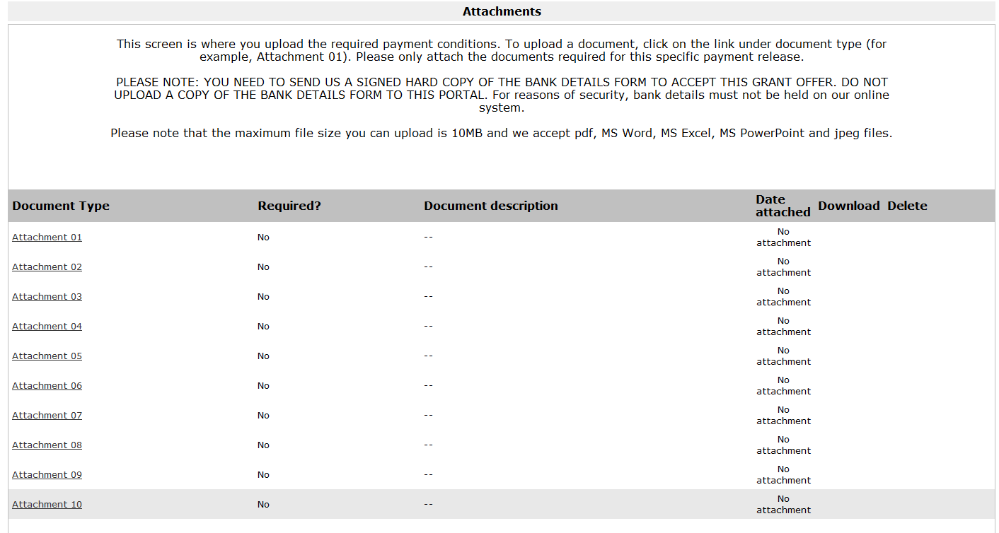 Attachments
This screen is where you upload the required payment conditions. To upload a document, click on the link under document type (for
example, Attachment 01). Please only attach the documents required for this specific payment release.
PLEASE NOTE: YOU NEED TO SEND US A SIGNED HARD COPY OF THE BANK DETAILS FORM TO ACCEPT THIS GRANT OFFER. DO NOT
UPLOAD A COPY OF THE BANK DETAILS FORM TO THIS PORTAL. For reasons of security, bank details must not be held on our online
system.
Please note that the maximum file size you can upload is 10MB and we accept pdf, MS Word, MS Excel, MS PowerPoint and jpeg files.
Document Type Required? Document description Date attached Download Delete
Attachment 01 No -- No attachment
Attachment 02 No -- No attachment
Attachment 03 No -- No attachment
Attachment 04 No -- No attachment
Attachment 05 No -- No attachment
Attachment 06 No -- No attachment
Attachment 07 No -- No attachment
Attachment 08 No -- No attachment
Attachment 09 No -- No attachment
Attachment 10 No -- No attachment